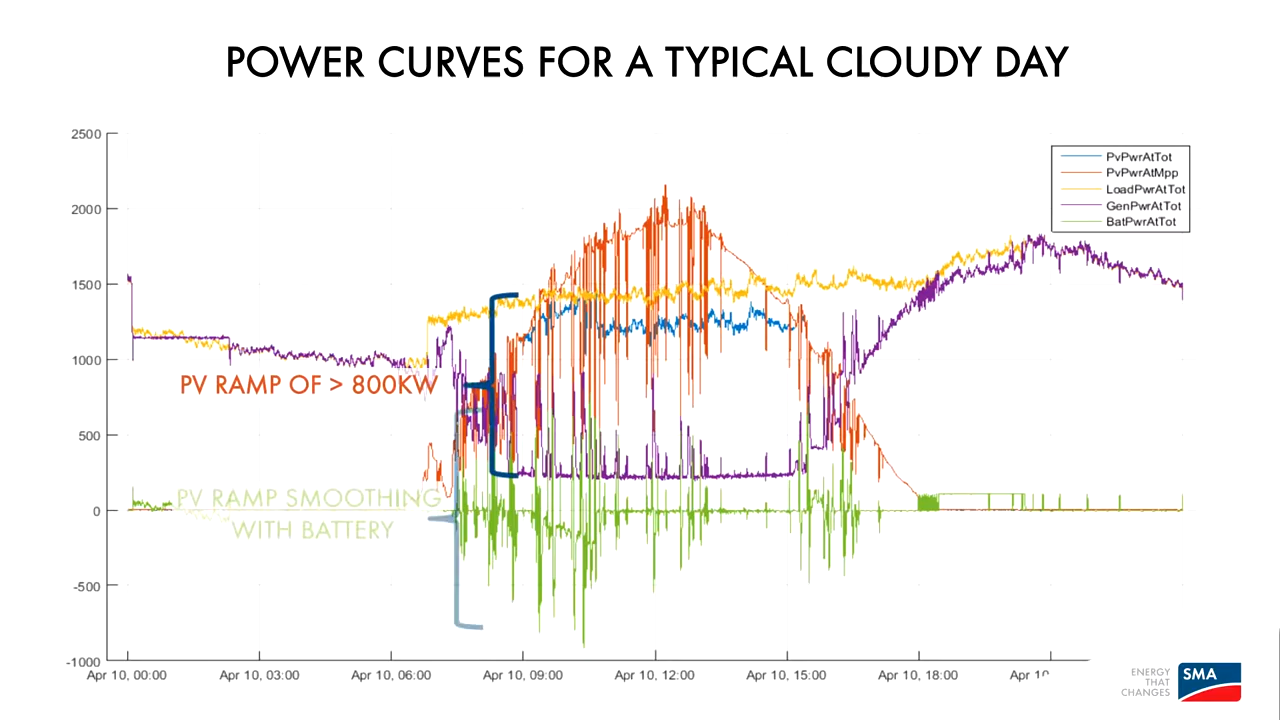 POWER CURVES FOR A TYPICAL CLOUDY DAY
2500
PvPwrAtTot
PvPwrAtMpp
LoadPwrAtTot
GenPwrAtTot
BatPwrAtTot
2000
1500
1000
PV RAMP OF > 800KW
500
PV RAMP SMOOTHING
WITH BATTERY
0
-500
-1000
Apr 10, 00:00 Apr 10, 03:00 Apr 10, 06:00 Apr 10, 09:00 Apr 10, 12:00 Apr 10, 15:00 Apr 10, 18:00 Apr
ENERGY
THAT
CHANGES
SMA